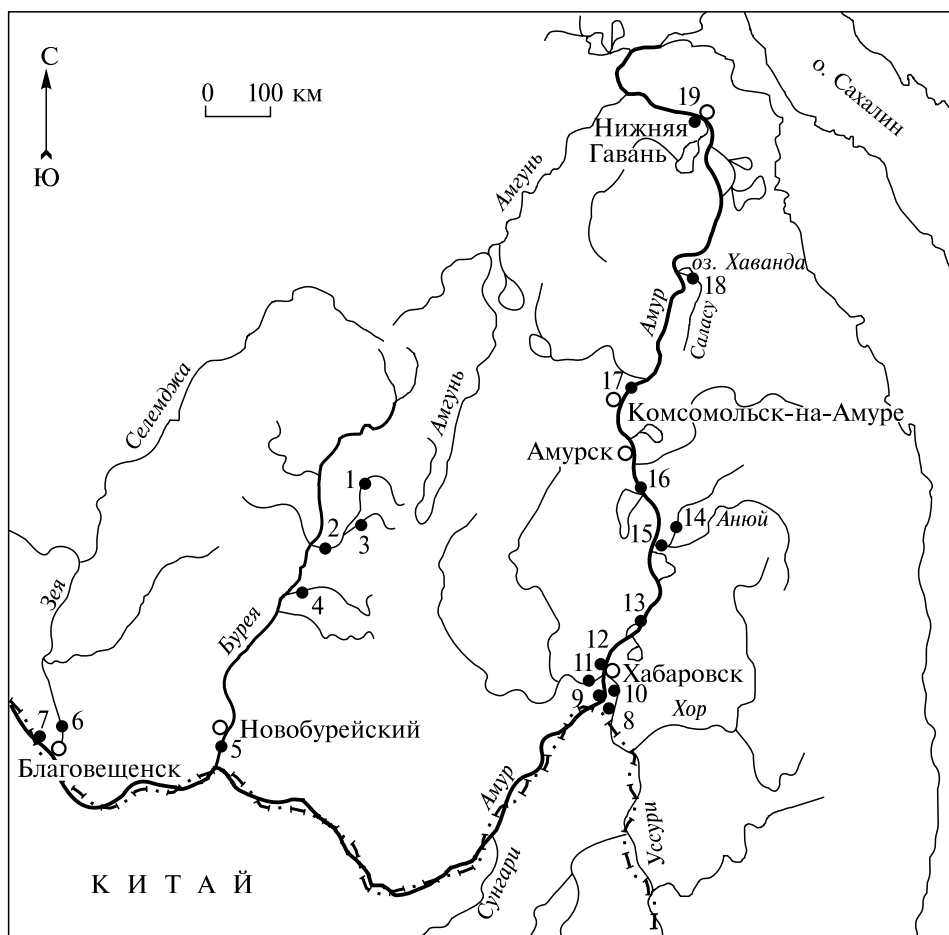 С
Ю
0 100 км
о. Сахалин
19
Нижняя
Гавань
Амгунь
оз. Хаванда
18
Саласу
Амур
Селемджа
Амгунь
17
Комсомольск-на-Амуре
Амурск
16
1
2
3
14
Анюй
15
Зея
4
Бурея
13
12
11
Хабаровск
9
10
8
Хор
7
6
Новобурейский
5
Благовещенск
Амур
Уссури
Сунгари
КИТАЙ